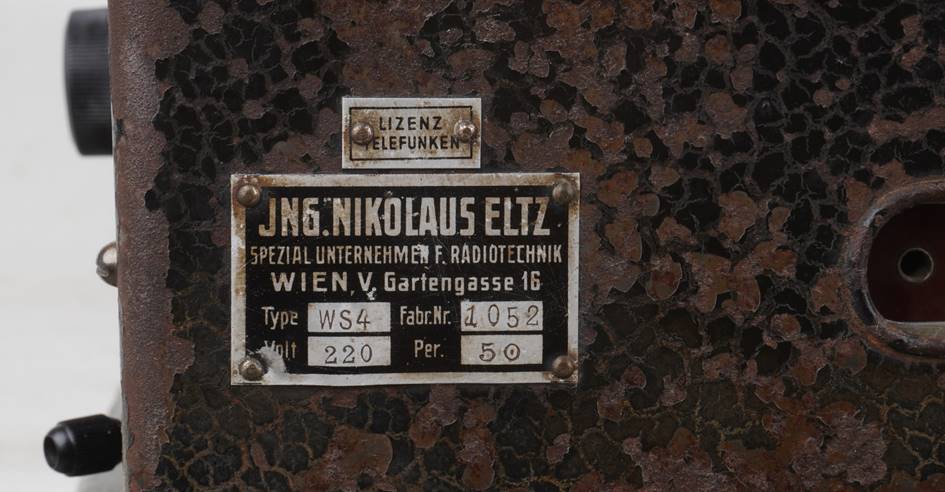 LIZENZ
TELEFUNKEN
JNG. NIKOLAUS ELTZ
SPEZIAL UNTERNEHMEN F. RADIOTECHNIK
WIEN, V. Gartengasse 16
Type WS4 Fabr.Nr. 1052
Volt 220 Per. 50